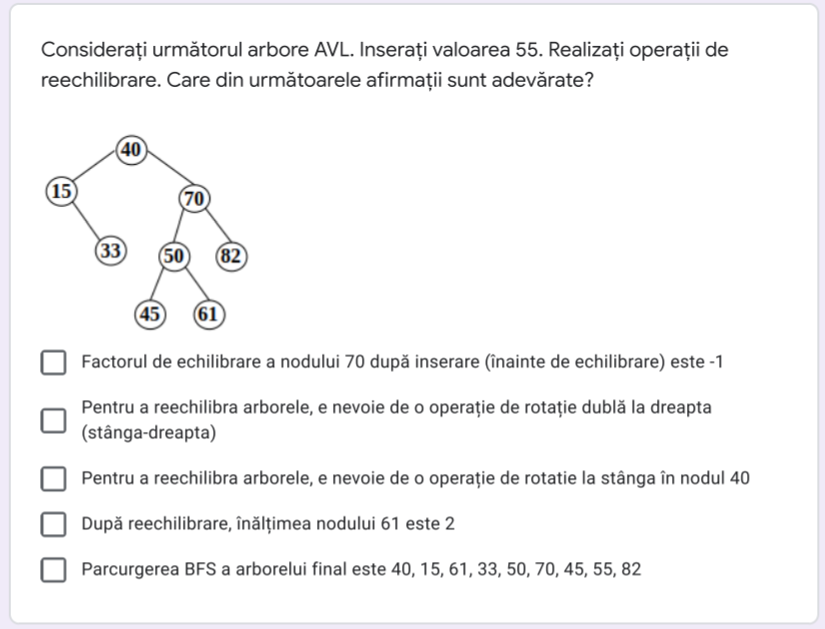 Considerați următorul arbore AVL. Inserați valoarea 55. Realizați operații de
reechilibrare. Care din următoarele afirmații sunt adevărate?
40
15
70
33
50
82
45
61
Factorul de echilibrare a nodului 70 după inserare (înainte de echilibrare) este -1
Pentru a reechilibra arborele, e nevoie de o operație de rotație dublă la dreapta
(stânga-dreapta)
Pentru a reechilibra arborele, e nevoie de o operație de rotatie la stânga în nodul 40
După reechilibrare, înălțimea nodului 61 este 2
Parcurgerea BFS a arborelui final este 40, 15, 61, 33, 50, 70, 45, 55, 82